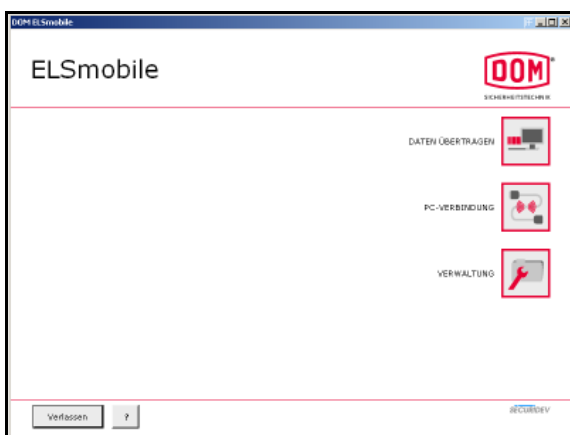 DOM ELSmobile
ELSmobile
DOM
SICHERHEITSTECHNIK
DATEN ÜBERTRAGEN
PC-VERBINDUNG
VERWALTUNG
Verlassen
?
SECURIDEV